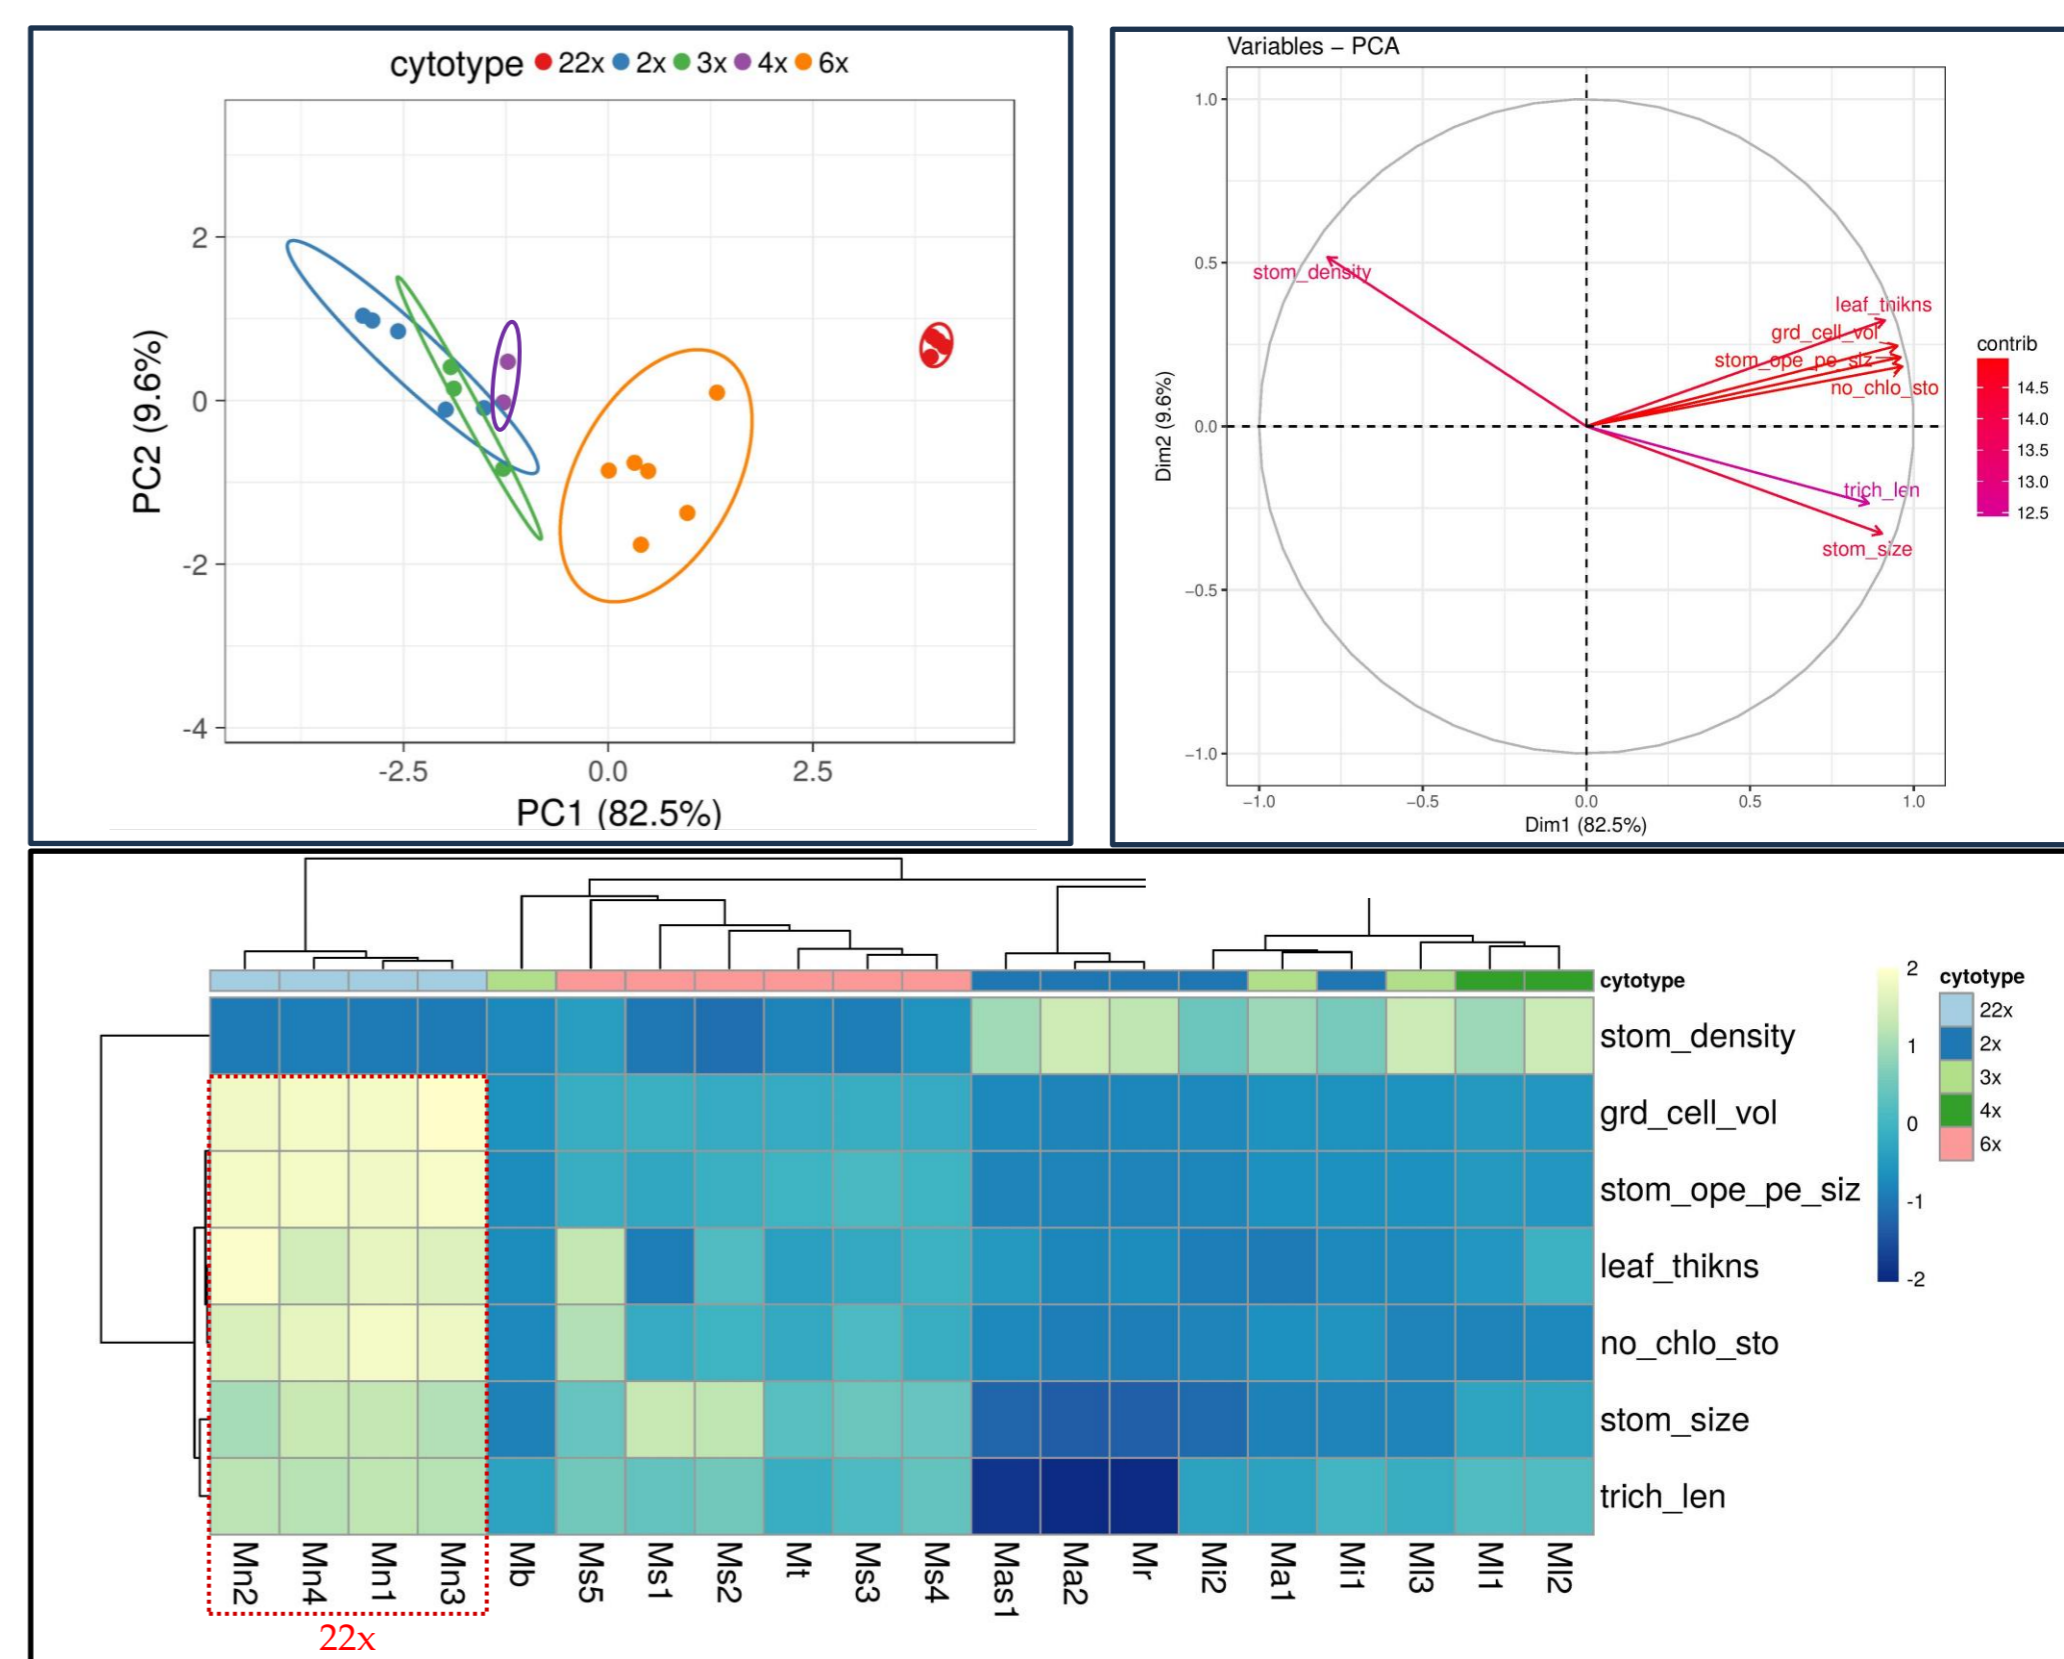 cytotype 22x 2x 3x 4x 6x
2
0
-2
-4
PC2 (9.6%)
-2.5 0.0 2.5
PC1 (82.5%)
Variables – PCA
1.0
0.5
0.0
−0.5
−1.0
Dim2 (9.6%)
stom_density
leaf_thikns
grd_cell_vol
stom_ope_pe_siz
no_chlo_sto
trich_len
stom_size
−1.0 −0.5 0.0 0.5 1.0
Dim1 (82.5%)
contrib
14.5
14.0
13.5
13.0
12.5
cytotype
stom_density
grd_cell_vol
stom_ope_pe_siz
leaf_thikns
no_chlo_sto
stom_size
trich_len
2
1
0
-1
-2
cytotype
22x
2x
3x
4x
6x
Mn2 Mn4 Mn1 Mn3 Mb Ms5 Ms1 Ms2 Mt Ms3 Ms4 Mas1 Ma2 Mr Mi2 Ma1 Mi1 Ml3 Ml1 Ml2
22x